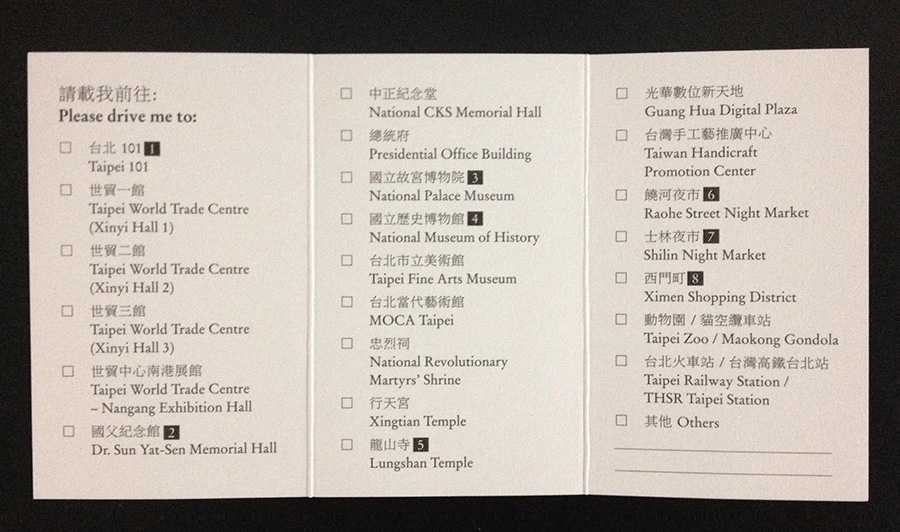 請載我前往:
Please drive me to:
□ 台北 101 1
Taipei 101
□ 世貿一館
Taipei World Trade Centre
(Xinyi Hall 1)
□ 世貿二館
Taipei World Trade Centre
(Xinyi Hall 2)
□ 世貿三館
Taipei World Trade Centre
(Xinyi Hall 3)
□ 世貿中心南港展館
Taipei World Trade Centre
– Nangang Exhibition Hall
□ 國父紀念館 2
Dr. Sun Yat-Sen Memorial Hall
□ 中正紀念堂
National CKS Memorial Hall
□ 總統府
Presidential Office Building
□ 國立故宮博物院 3
National Palace Museum
□ 國立歷史博物館 4
National Museum of History
□ 台北市立美術館
Taipei Fine Arts Museum
□ 台北當代藝術館
MOCA Taipei
□ 忠烈祠
National Revolutionary
Martyrs' Shrine
□ 行天宮
Xingtian Temple
□ 龍山寺 5
Lungshan Temple
□ 光華數位新天地
Guang Hua Digital Plaza
□ 台灣手工藝推廣中心
Taiwan Handicraft
Promotion Center
□ 饒河夜市 6
Raohe Street Night Market
□ 士林夜市 7
Shilin Night Market
□ 西門町 8
Ximen Shopping District
□ 動物園 / 貓空纜車站
Taipei Zoo / Maokong Gondola
□ 台北火車站 / 台灣高鐵台北站
Taipei Railway Station /
THSR Taipei Station
□ 其他 Others